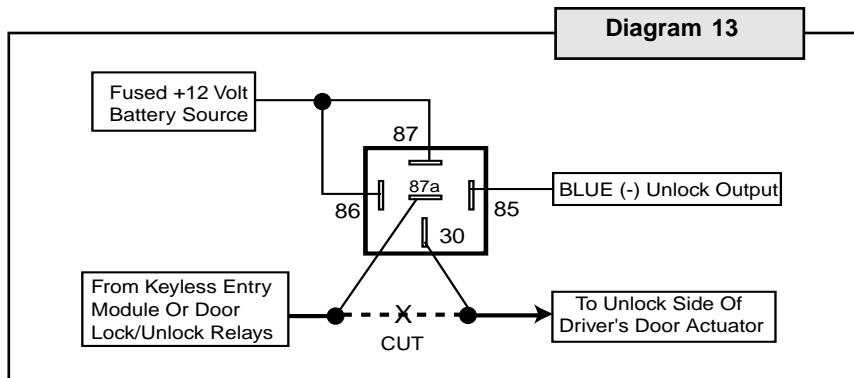 Diagram 13
Fused +12 Volt
Battery Source
87
87a
86
85
BLUE (-) Unlock Output
30
From Keyless Entry
Module Or Door
Lock/Unlock Relays
X
CUT
To Unlock Side Of
Driver's Door Actuator